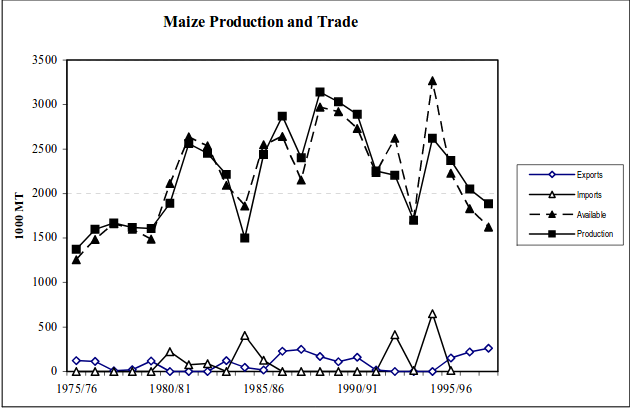 Maize Production and Trade
3500
3000
2500
2000
1500
1000
500
0
1000 MT
1975/76
1980/81
1985/86
1990/91
1995/96
Exports
Imports
Available
Production